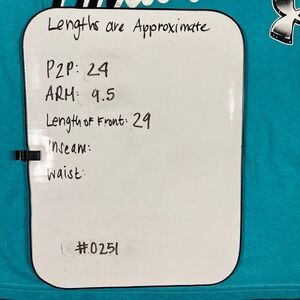 Lengths are Approximate
P2P: 24
ARM: 9.5
Length of Front: 29
Inseam:
Waist:
#0251